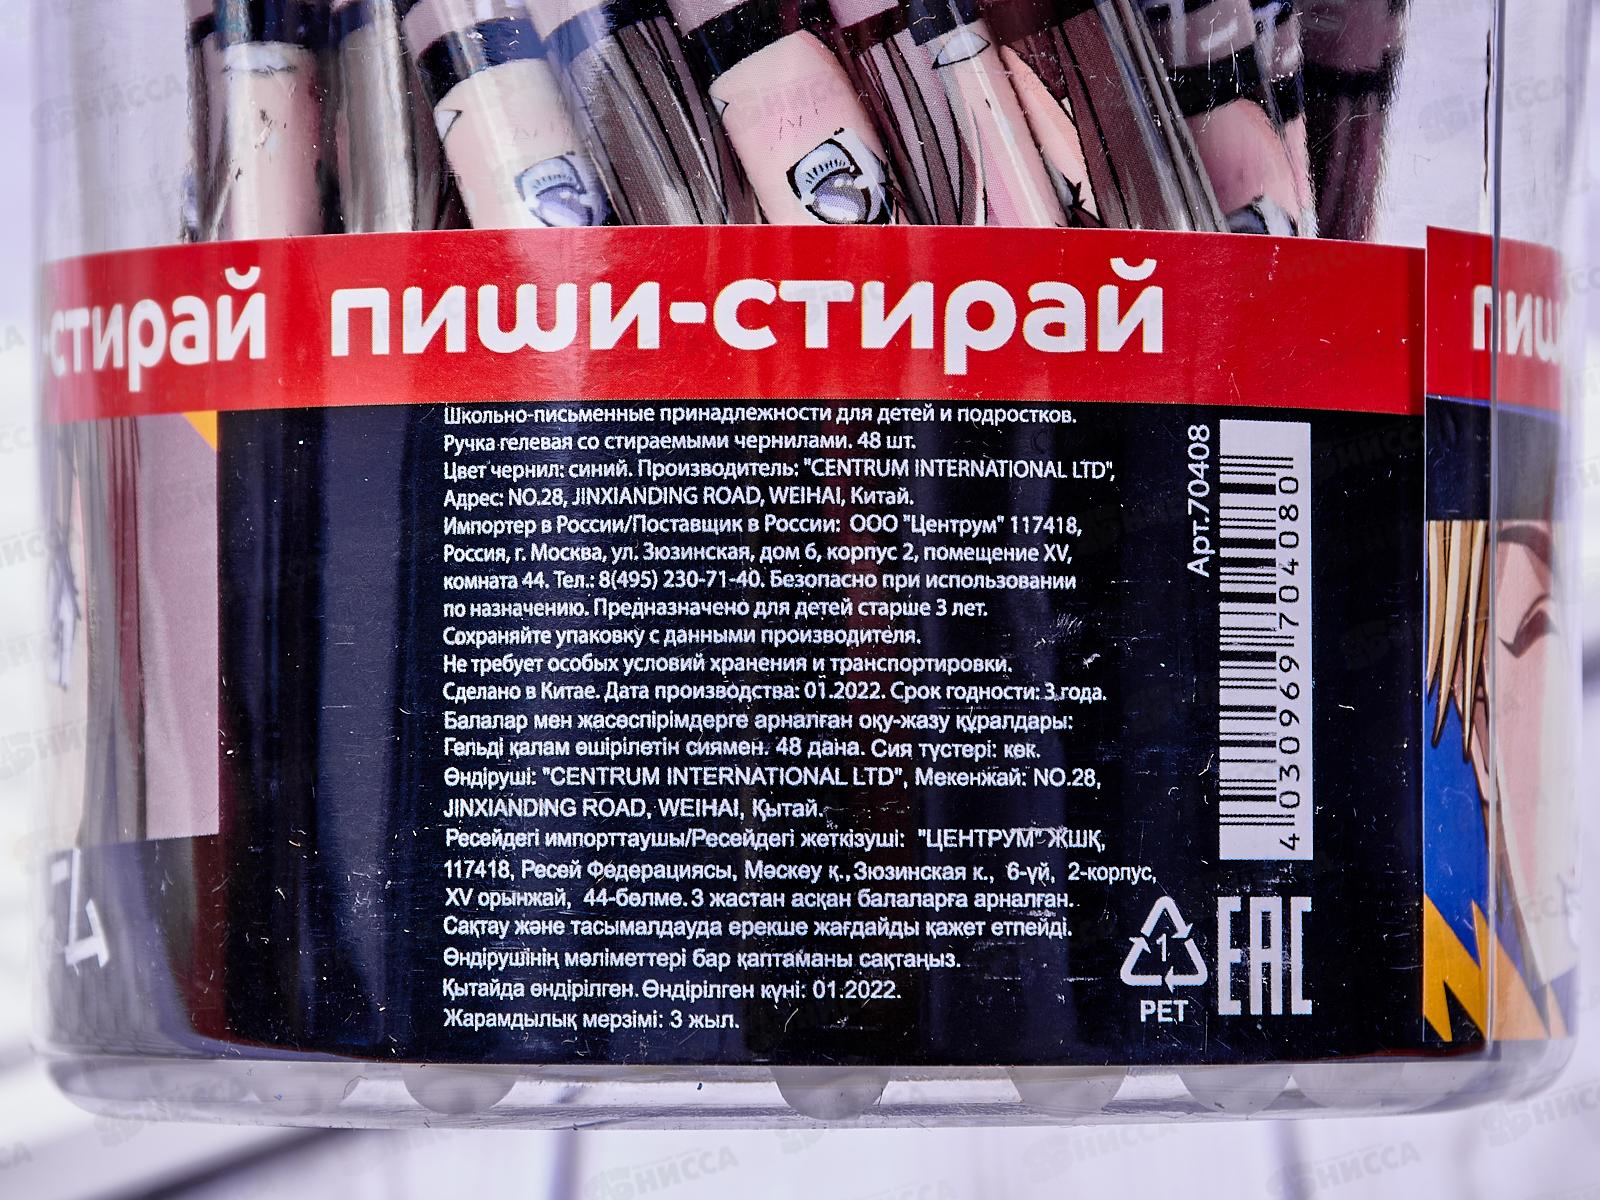 -стирай
пиши-стирай
пиш
Школьно-письменные принадлежности для детей и подростков.
Ручка гелевая со стираемыми чернилами. 48 шт.
Цвет чернил: синий. Производитель: "CENTRUM INTERNATIONAL LTD",
Адрес: NO.28, JINXIANDING ROAD, WEIHAI, Китай.
Импортер в России/Поставщик в России: ООО "Центрум" 117418,
Россия, г. Москва, ул. Зюзинская, дом 6, корпус 2, помещение XV,
комната 44. Тел.: 8(495) 230-71-40. Безопасно при использовании
по назначению. Предназначено для детей старше 3 лет.
Сохраняйте упаковку с данными производителя.
Не требует особых условий хранения и транспортировки.
Сделано в Китае. Дата производства: 01.2022. Срок годности: 3 года.
Балалар мен жасөспірімдерге арналған оқу-жазу құралдары:
Гельді қалам өшірілетін сиямен. 48 дана. Сия түстері: көк.
Өндіруші: "CENTRUM INTERNATIONAL LTD", Мекенжай: NO.28,
JINXIANDING ROAD, WEIHAI, Қытай.
Ресейдегі импорттаушы/Ресейдегі жеткізуші: "ЦЕНТРУМ" ЖШҚ,
117418, Ресей Федерациясы, Мәскеу қ., Зюзинская к., 6-үй, 2-корпус,
XV орынжай, 44-бөлме. 3 жастан асқан балаларға арналған.
Сақтау және тасымалдауда ерекше жағдайды қажет етпейді.
Өндірушінің мәліметтері бар қаптаманы сақтаңыз.
Қытайда өндірілген. Өндірілген күні: 01.2022.
Жарамдылық мерзімі: 3 жыл.
Арт.70408
4 030969 704080
1
PET
EAC
НИССА